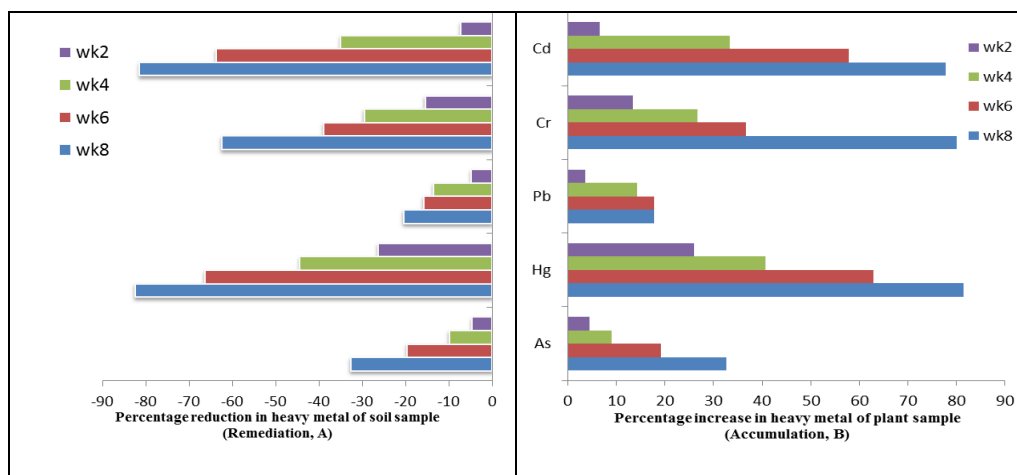 wk2
wk4
wk6
wk8
-90 -80 -70 -60 -50 -40 -30 -20 -10 0
Percentage reduction in heavy metal of soil sample
(Remediation, A)
Cd
Cr
Pb
Hg
As
wk2
wk4
wk6
wk8
0 10 20 30 40 50 60 70 80 90
Percentage increase in heavy metal of plant sample
(Accumulation, B)